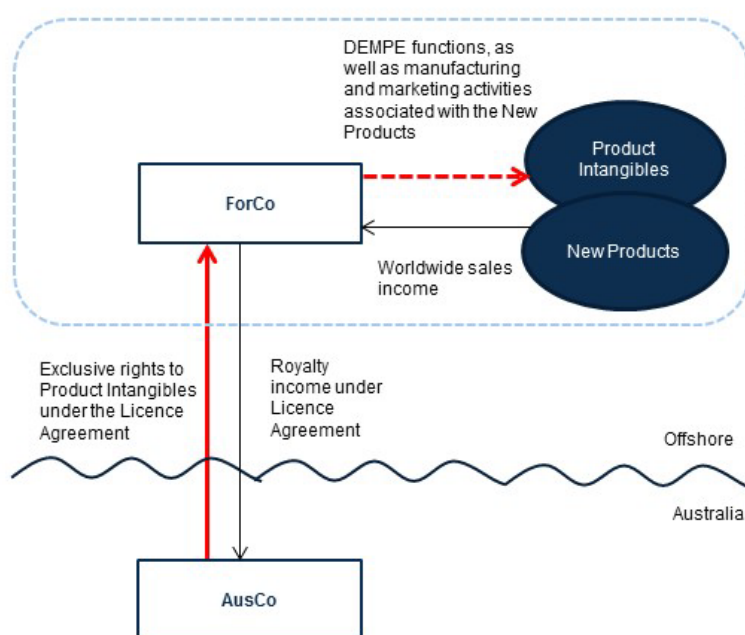 DEMPE functions, as
well as manufacturing
and marketing activities
associated with the New
Products
Product
Intangibles
ForCo
New Products
Worldwide sales
income
Exclusive rights to
Product Intangibles
under the Licence
Agreement
Royalty
income under
Licence
Agreement
Offshore
Australia
AusCo